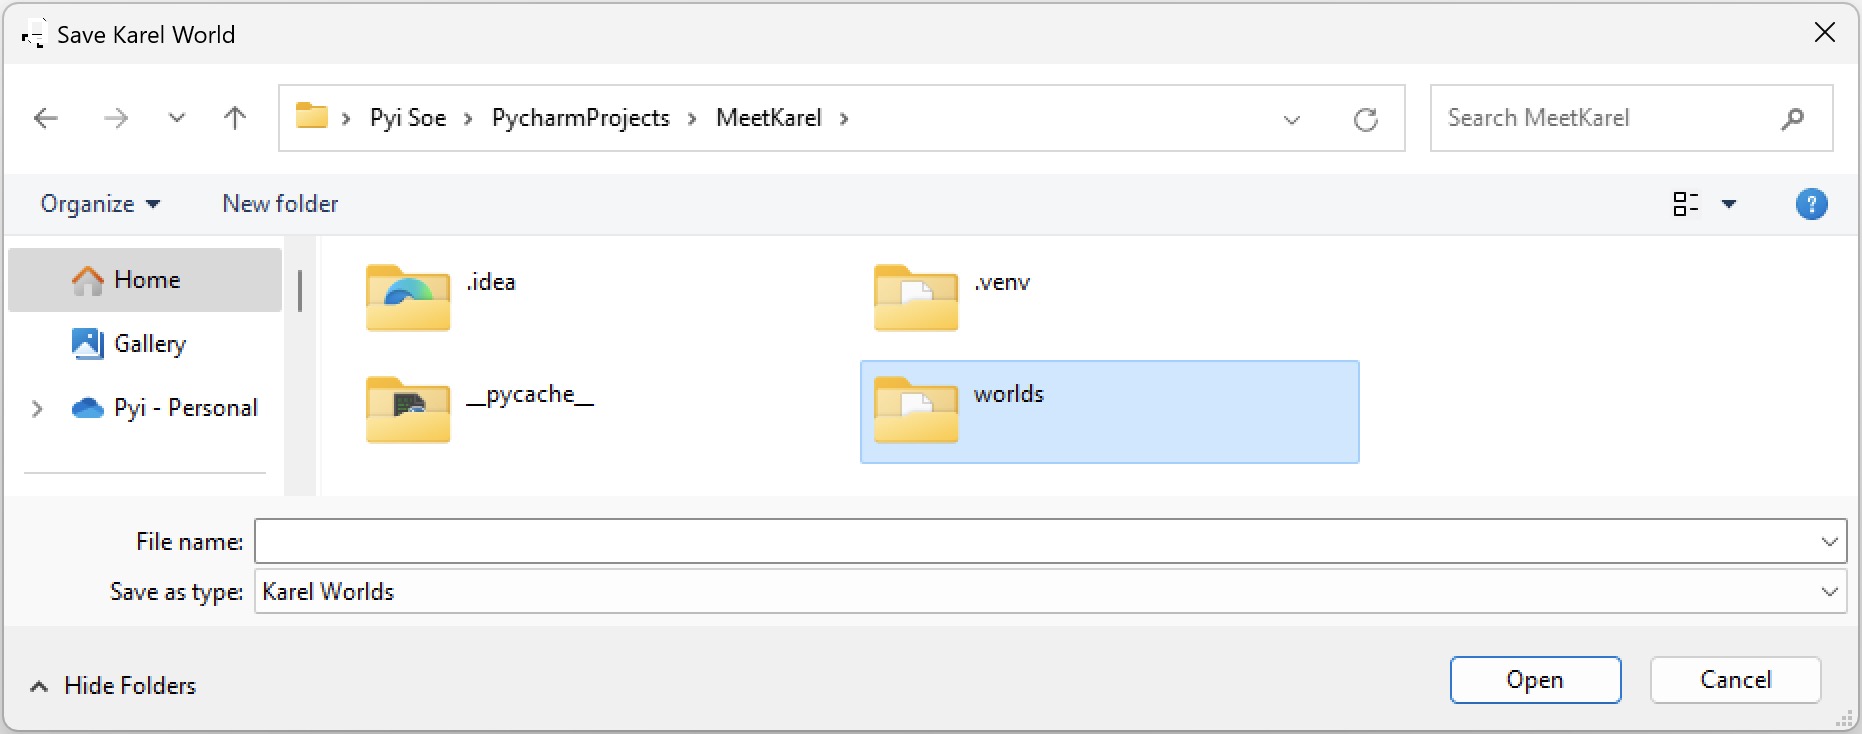 Save Karel World
Pyi Soe PycharmProjects MeetKarel
Search MeetKarel
Organize New folder
?
Home
Gallery
Pyi - Personal
.idea
.venv
__pycache__
worlds
File name:
Save as type: Karel Worlds
Hide Folders
Open
Cancel